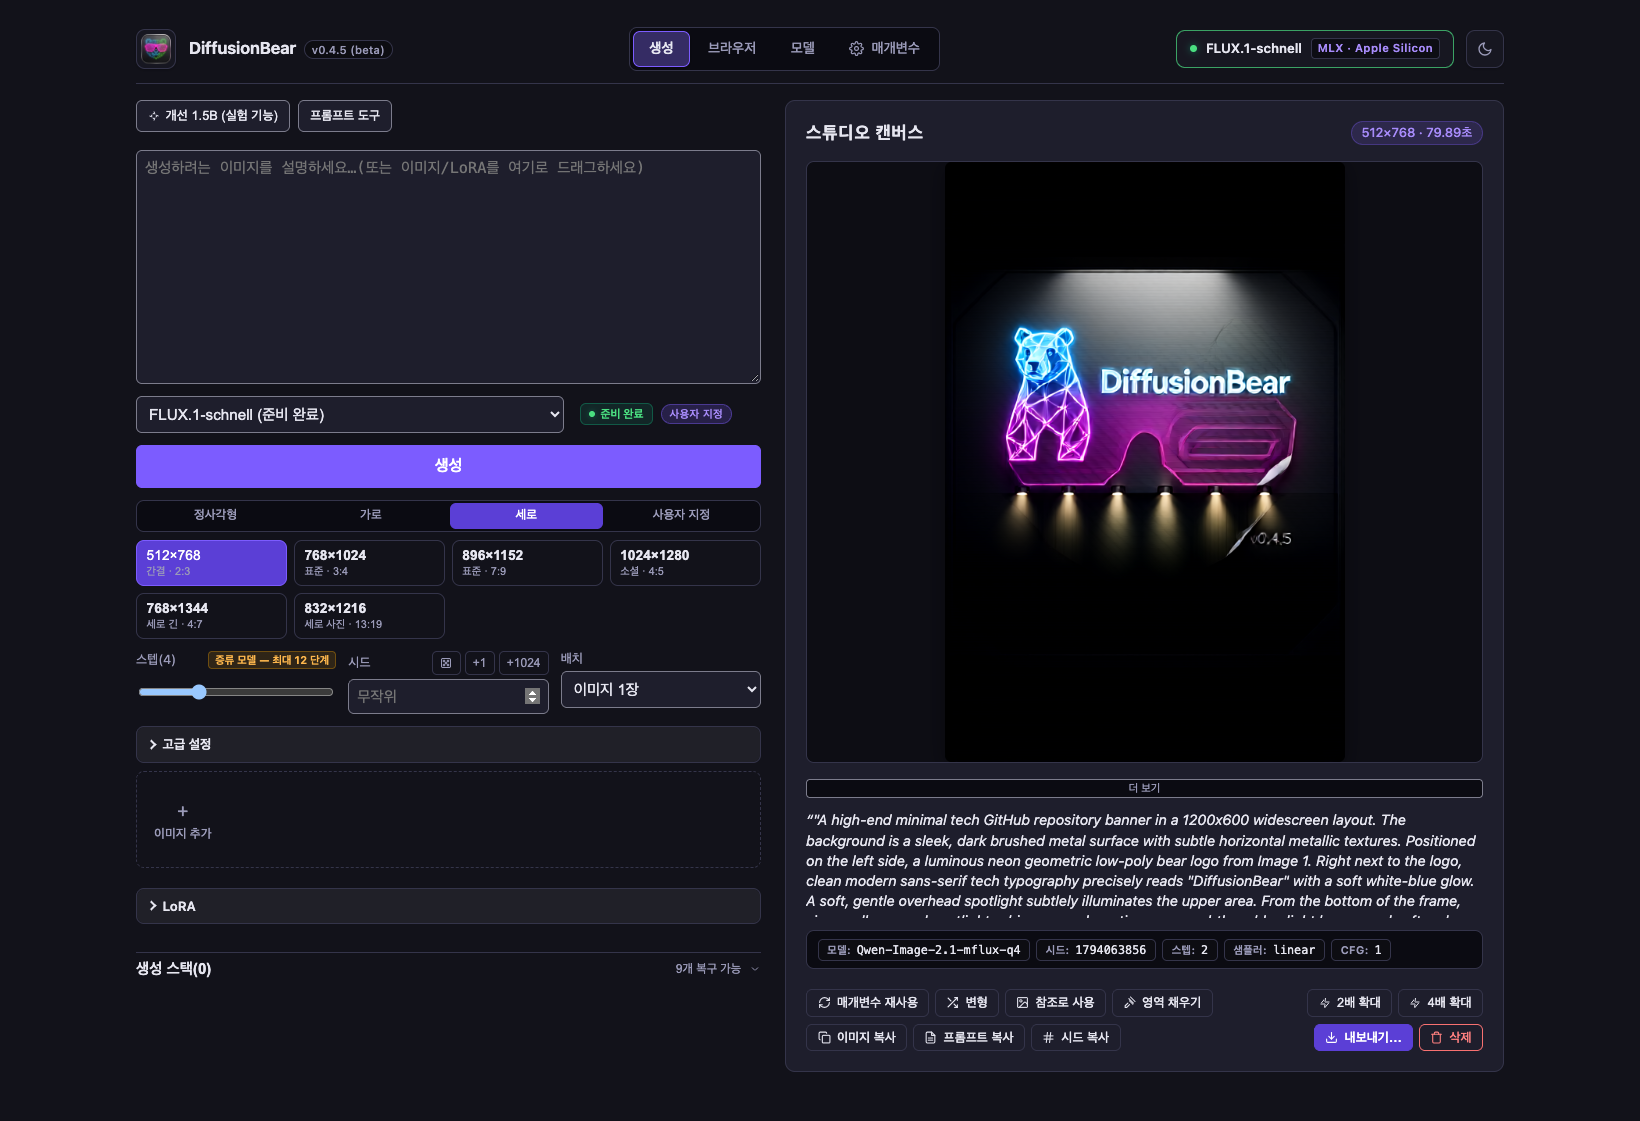 DiffusionBear v0.4.5 (beta)
생성 브라우저 모델 매개변수
FLUX.1-schnell MLX · Apple Silicon
개선 1.5B (실험 기능) 프롬프트 도구
생성하려는 이미지를 설명하세요…(또는 이미지/LoRA를 여기로 드래그하세요)
FLUX.1-schnell (준비 완료) 준비 완료 사용자 지정
생성
정사각형 가로 세로 사용자 지정
512×768 768×1024 896×1152 1024×1280
간결 · 2:3 표준 · 3:4 표준 · 7:9 소셜 · 4:5
768×1344 832×1216
세로 긴 · 4:7 세로 사진 · 13:19
스텝(4) 증류 모델 — 최대 12 단계 시드 +1 +1024 배치
무작위 이미지 1장
고급 설정
+
이미지 추가
LoRA
생성 스택(0) 9개 복구 가능
스튜디오 캔버스 512×768 · 79.89초
DiffusionBear
v0.4.5
더 보기
“"A high-end minimal tech GitHub repository banner in a 1200x600 widescreen layout. The
background is a sleek, dark brushed metal surface with subtle horizontal metallic textures. Positioned
on the left side, a luminous neon geometric low-poly bear logo from Image 1. Right next to the logo,
clean modern sans-serif tech typography precisely reads "DiffusionBear" with a soft white-blue glow.
A soft, gentle overhead spotlight subtlely illuminates the upper area. From the bottom of the frame,
모델: Qwen-Image-2.1-mflux-q4 시드: 1794063856 스텝: 2 샘플러: linear CFG: 1
매개변수 재사용 변형 참조로 사용 영역 채우기 2배 확대 4배 확대
이미지 복사 프롬프트 복사 시드 복사 내보내기... 삭제